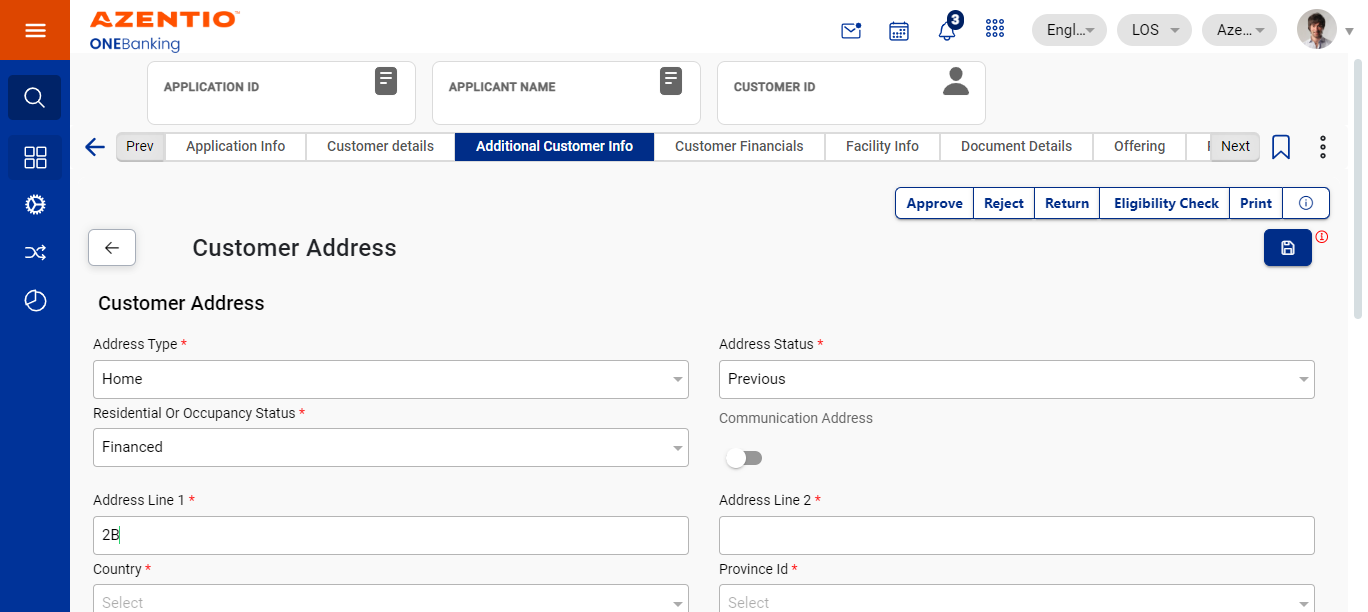 AZENTIO
ONEBanking
3
Engl...
LOS
Aze...
APPLICATION ID
APPLICANT NAME
CUSTOMER ID
Prev
Application Info
Customer details
Additional Customer Info
Customer Financials
Facility Info
Document Details
Offering
Next
Approve
Reject
Return
Eligibility Check
Print
Customer Address
Customer Address
Address Type *
Address Status *
Home
Previous
Residential Or Occupancy Status *
Communication Address
Financed
Address Line 1 *
Address Line 2 *
2B
Country *
Province Id *
Select
Select